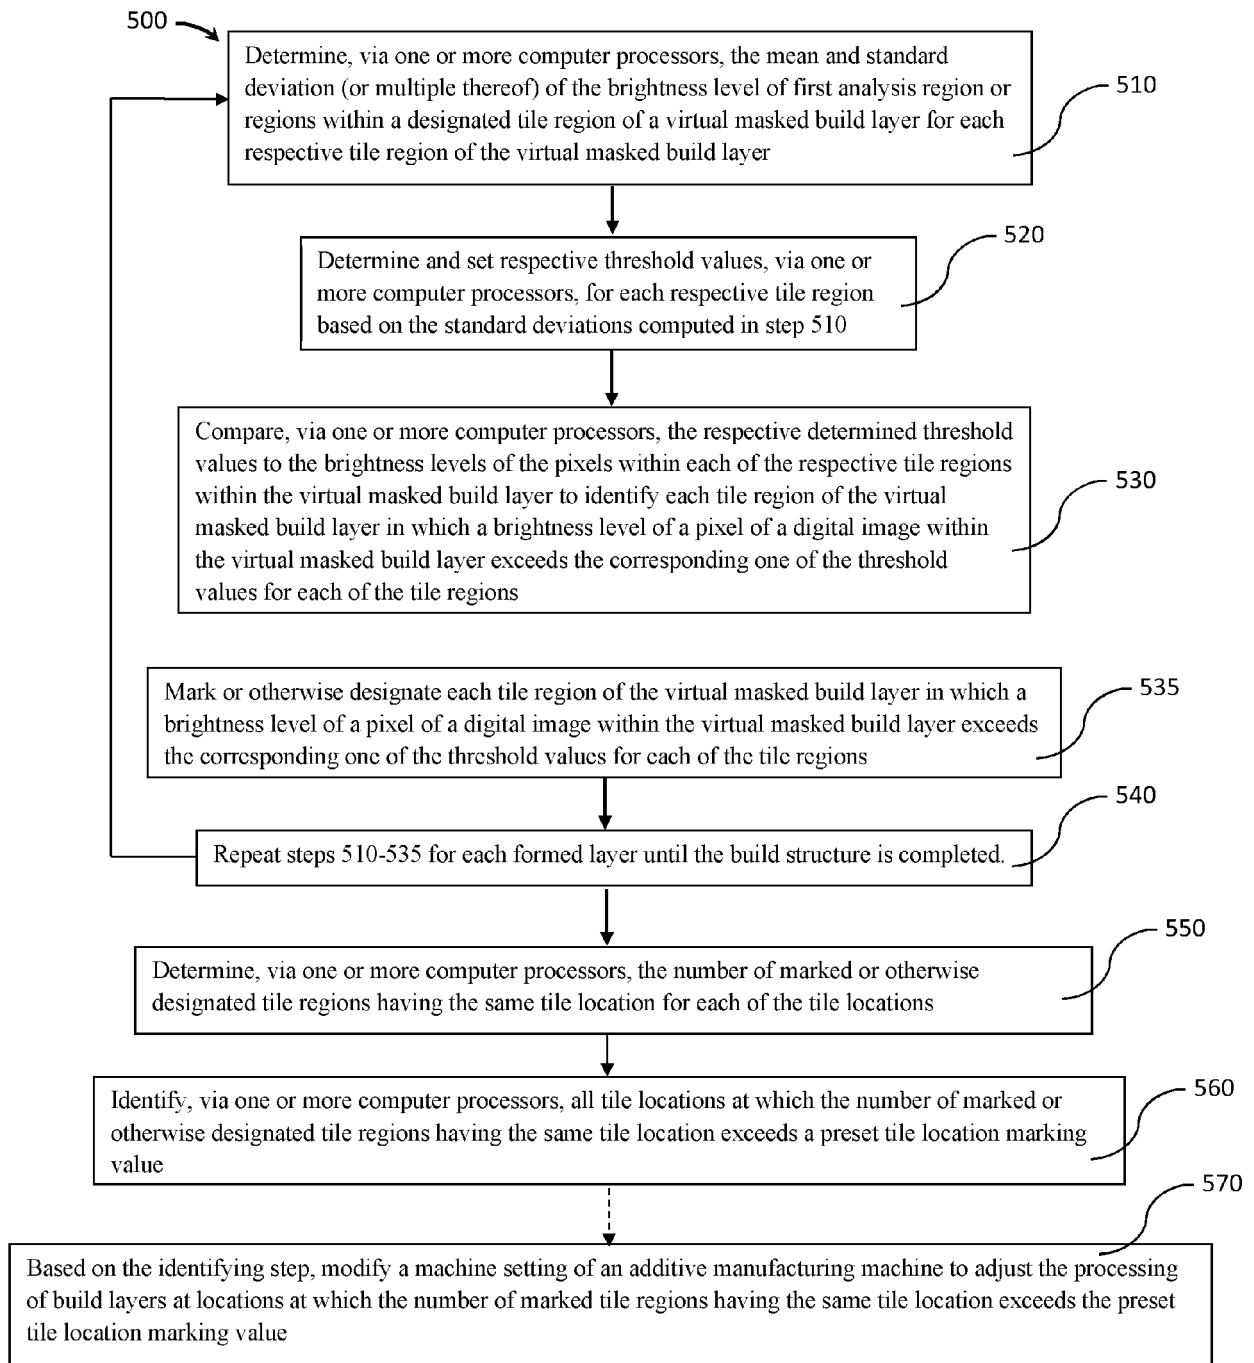 500
Determine, via one or more computer processors, the mean and standard
deviation (or multiple thereof) of the brightness level of first analysis region or
regions within a designated tile region of a virtual masked build layer for each
respective tile region of the virtual masked build layer
510
Determine and set respective threshold values, via one or
more computer processors, for each respective tile region
based on the standard deviations computed in step 510
520
Compare, via one or more computer processors, the respective determined threshold
values to the brightness levels of the pixels within each of the respective tile regions
within the virtual masked build layer to identify each tile region of the virtual
masked build layer in which a brightness level of a pixel of a digital image within
the virtual masked build layer exceeds the corresponding one of the threshold
values for each of the tile regions
530
Mark or otherwise designate each tile region of the virtual masked build layer in which a
brightness level of a pixel of a digital image within the virtual masked build layer exceeds
the corresponding one of the threshold values for each of the tile regions
535
Repeat steps 510-535 for each formed layer until the build structure is completed.
540
Determine, via one or more computer processors, the number of marked or otherwise
designated tile regions having the same tile location for each of the tile locations
550
Identify, via one or more computer processors, all tile locations at which the number of marked or
otherwise designated tile regions having the same tile location exceeds a preset tile location marking
value
560
Based on the identifying step, modify a machine setting of an additive manufacturing machine to adjust the processing
of build layers at locations at which the number of marked tile regions having the same tile location exceeds the preset
tile location marking value
570